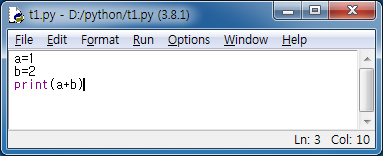 t1.py - D:/python/t1.py (3.8.1)
File Edit Format Run Options Window Help
a=1
b=2
print(a+b)
Ln: 3 Col: 10